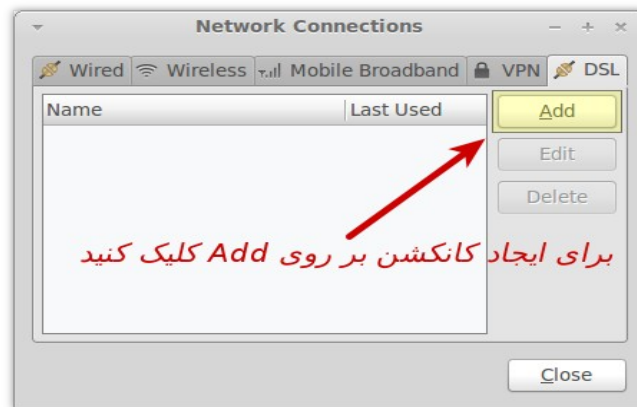 Network Connections
Wired Wireless Mobile Broadband VPN DSL
Name Last Used
Add
Edit
Delete
برای ایجاد کانکشن بر روی Add کلیک کنید
Close